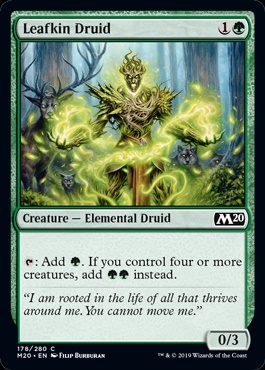 Leafkin Druid 1
Creature — Elemental Druid M20
: Add . If you control four or more
creatures, add instead.
"I am rooted in the life of all that thrives
around me. You cannot move me."
0/3
178/280 C
M20 • EN Filip Burburan ™ & © 2019 Wizards of the Coast